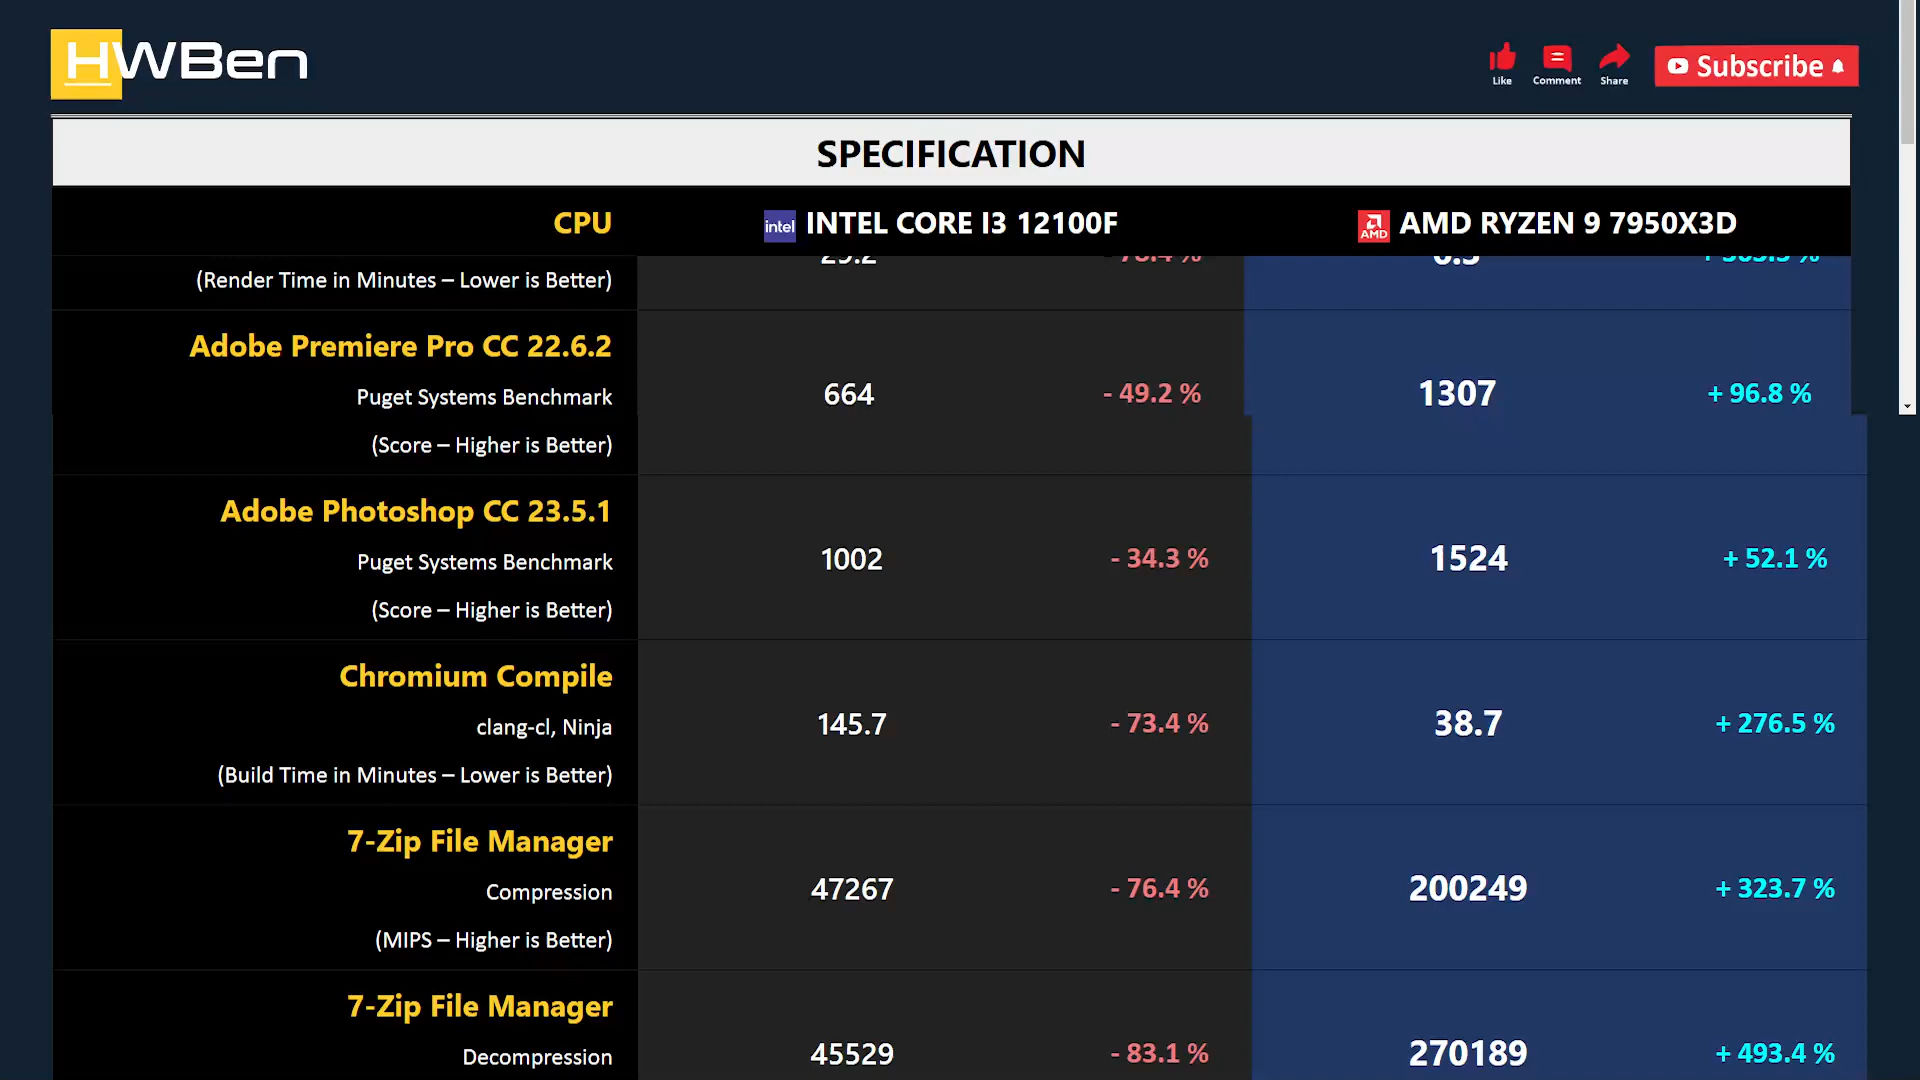 HWBen
Like
Comment
Share
Subscribe
SPECIFICATION
CPU
intel INTEL CORE I3 12100F
AMD AMD RYZEN 9 7950X3D
(Render Time in Minutes – Lower is Better)
Adobe Premiere Pro CC 22.6.2
Puget Systems Benchmark
(Score – Higher is Better)
664
- 49.2 %
1307
+ 96.8 %
Adobe Photoshop CC 23.5.1
Puget Systems Benchmark
(Score – Higher is Better)
1002
- 34.3 %
1524
+ 52.1 %
Chromium Compile
clang-cl, Ninja
(Build Time in Minutes – Lower is Better)
145.7
- 73.4 %
38.7
+ 276.5 %
7-Zip File Manager
Compression
(MIPS – Higher is Better)
47267
- 76.4 %
200249
+ 323.7 %
7-Zip File Manager
Decompression
45529
- 83.1 %
270189
+ 493.4 %